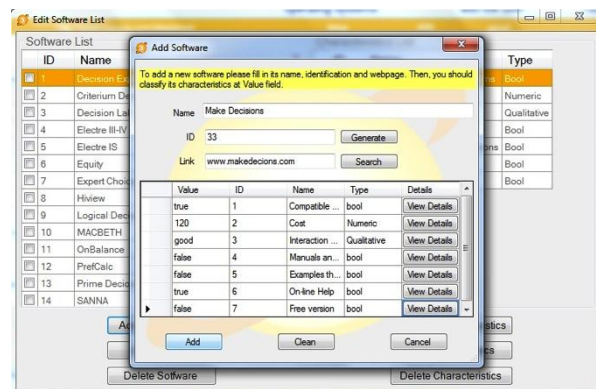 Edit Software List
Software List
ID Name Type
1 Decision Bool
2 Criterium Numeric
3 Decision Qualitative
4 Electre III-IV Bool
5 Electre IS ons Bool
6 Equity Bool
7 Expert Choic Bool
8 Hiview
9 Logical Dec
10 MACBETH
11 OnBalance
12 PrefCalc
13 Prime Decis
14 SANNA
Add Software
To add a new software please fill in its name, identification and webpage. Then, you should
classify its characteristics at Value field.
Name Make Decisions
ID 33 Generate
Link www.makedecions.com Search
Value ID Name Type Details
true 1 Compatible ... bool View Details
120 2 Cost Numeric View Details
good 3 Interaction ... Qualitative View Details
false 4 Manuals an... bool View Details
false 5 Examples th... bool View Details
true 6 On-line Help bool View Details
false 7 Free version bool View Details
Add Clean Cancel
Delete Software Delete Characteristics